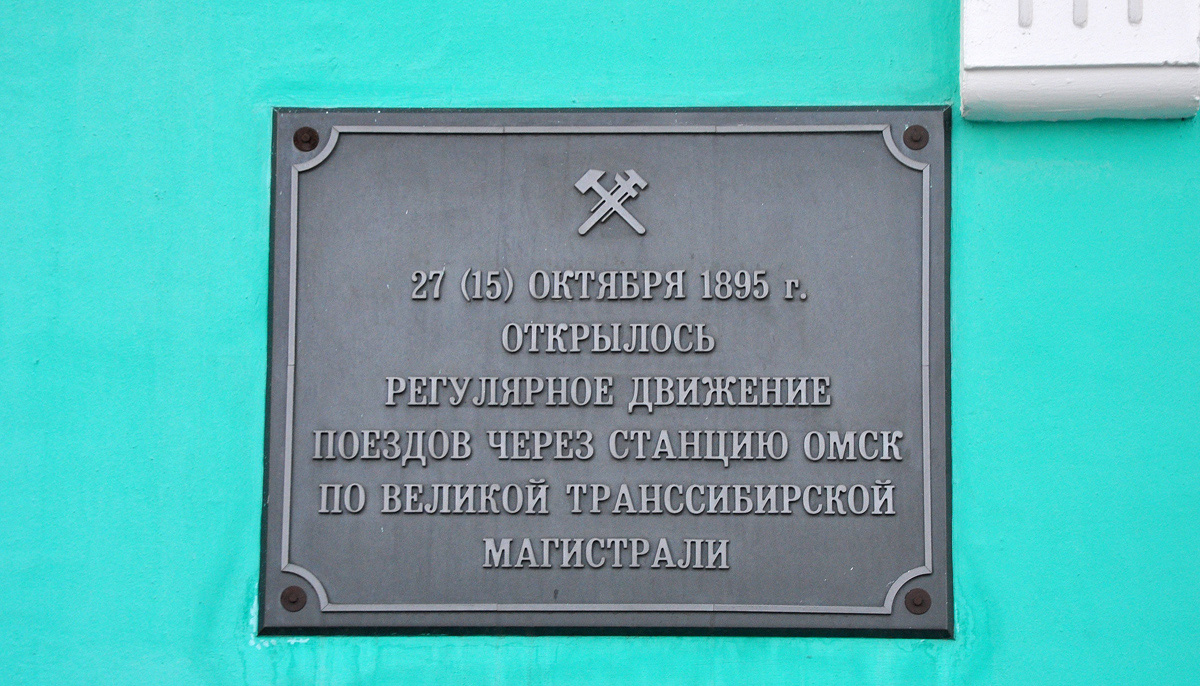 27 (15) ОКТЯБРЯ 1895 г.
ОТКРЫЛОСЬ
РЕГУЛЯРНОЕ ДВИЖЕНИЕ
ПОЕЗДОВ ЧЕРЕЗ СТАНЦИЮ ОМСК
ПО ВЕЛИКОЙ ТРАНССИБИРСКОЙ
МАГИСТРАЛИ